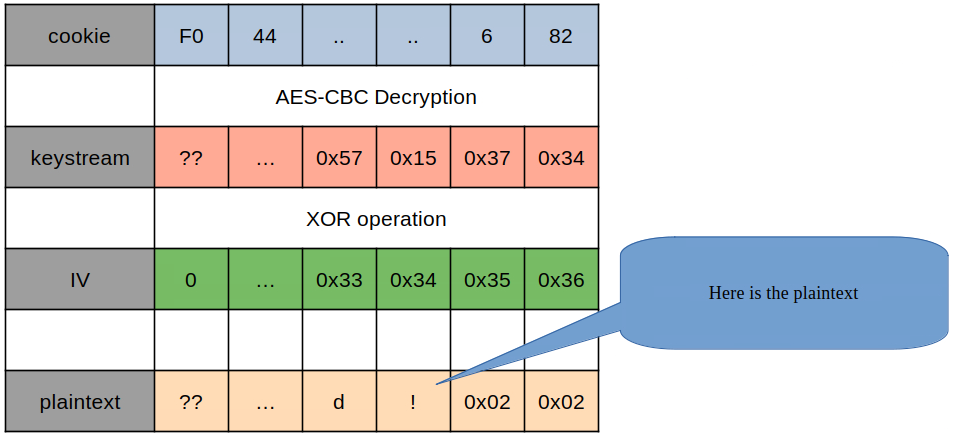 cookie F0 44 .. .. 6 82
AES-CBC Decryption
keystream ?? ... 0x57 0x15 0x37 0x34
XOR operation
IV 0 ... 0x33 0x34 0x35 0x36
Here is the plaintext
plaintext ?? ... d ! 0x02 0x02